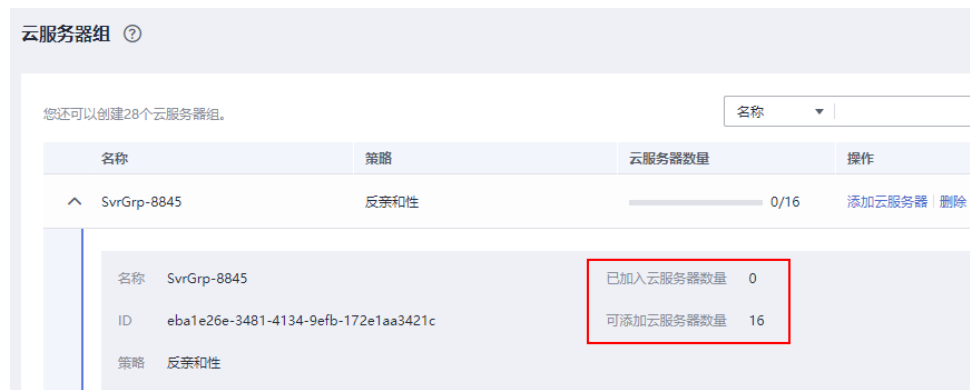 云服务器组 ?
您还可以创建28个云服务器组。 名称
名称 策略 云服务器数量 操作
SvrGrp-8845 反亲和性 0/16 添加云服务器 删除
名称 SvrGrp-8845 已加入云服务器数量 0
ID eba1e26e-3481-4134-9efb-172e1aa3421c 可添加云服务器数量 16
策略 反亲和性